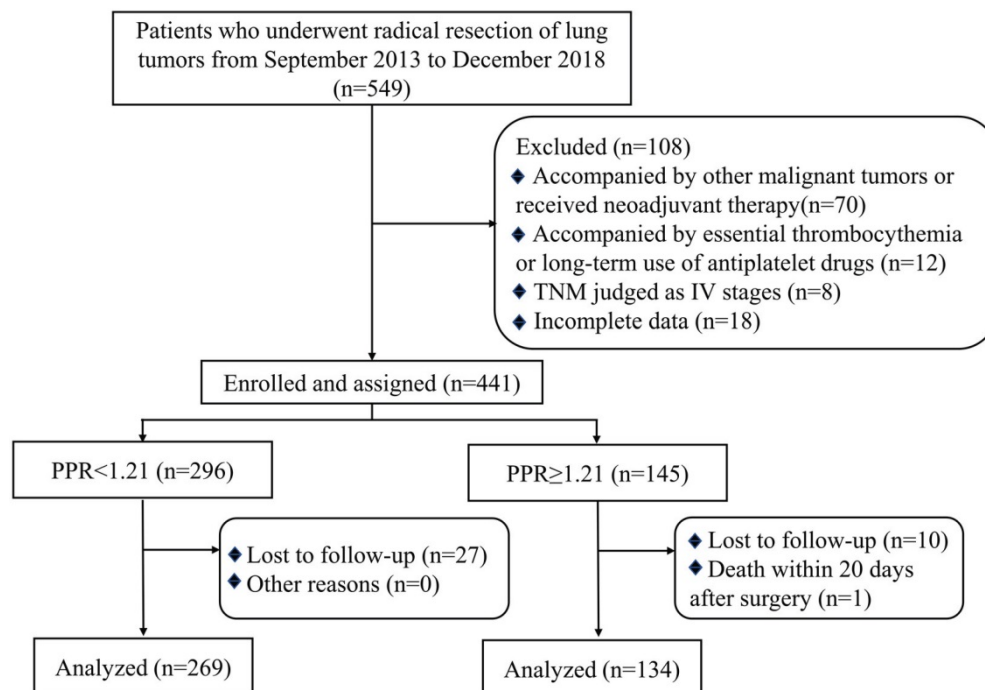 Patients who underwent radical resection of lung
tumors from September 2013 to December 2018
(n=549)
Excluded (n=108)
◆ Accompanied by other malignant tumors or
received neoadjuvant therapy(n=70)
◆ Accompanied by essential thrombocythemia
or long-term use of antiplatelet drugs (n=12)
◆ TNM judged as IV stages (n=8)
◆ Incomplete data (n=18)
Enrolled and assigned (n=441)
PPR<1.21 (n=296)
PPR≥1.21 (n=145)
◆ Lost to follow-up (n=27)
◆ Other reasons (n=0)
◆ Lost to follow-up (n=10)
◆ Death within 20 days
after surgery (n=1)
Analyzed (n=269)
Analyzed (n=134)